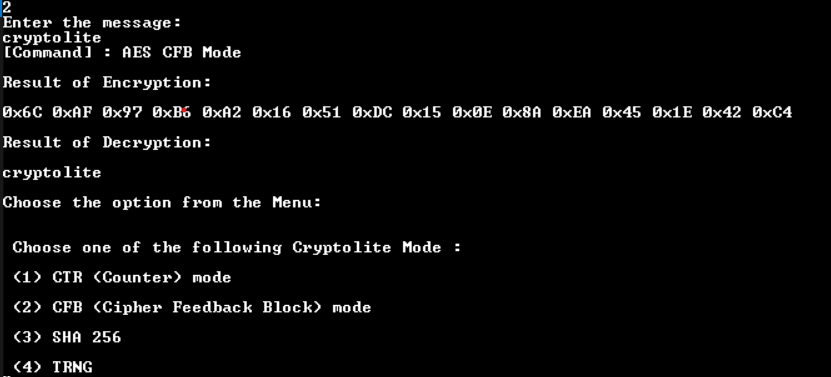 2
Enter the message:
cryptolite
[Command] : AES CFB Mode
Result of Encryption:
0x6C 0xAF 0x97 0xB6 0xA2 0x16 0x51 0xDC 0x15 0x0E 0x8A 0xEA 0x45 0x1E 0x42 0xC4
Result of Decryption:
cryptolite
Choose the option from the Menu:
Choose one of the following Cryptolite Mode :
(1) CTR (Counter) mode
(2) CFB (Cipher Feedback Block) mode
(3) SHA 256
(4) TRNG